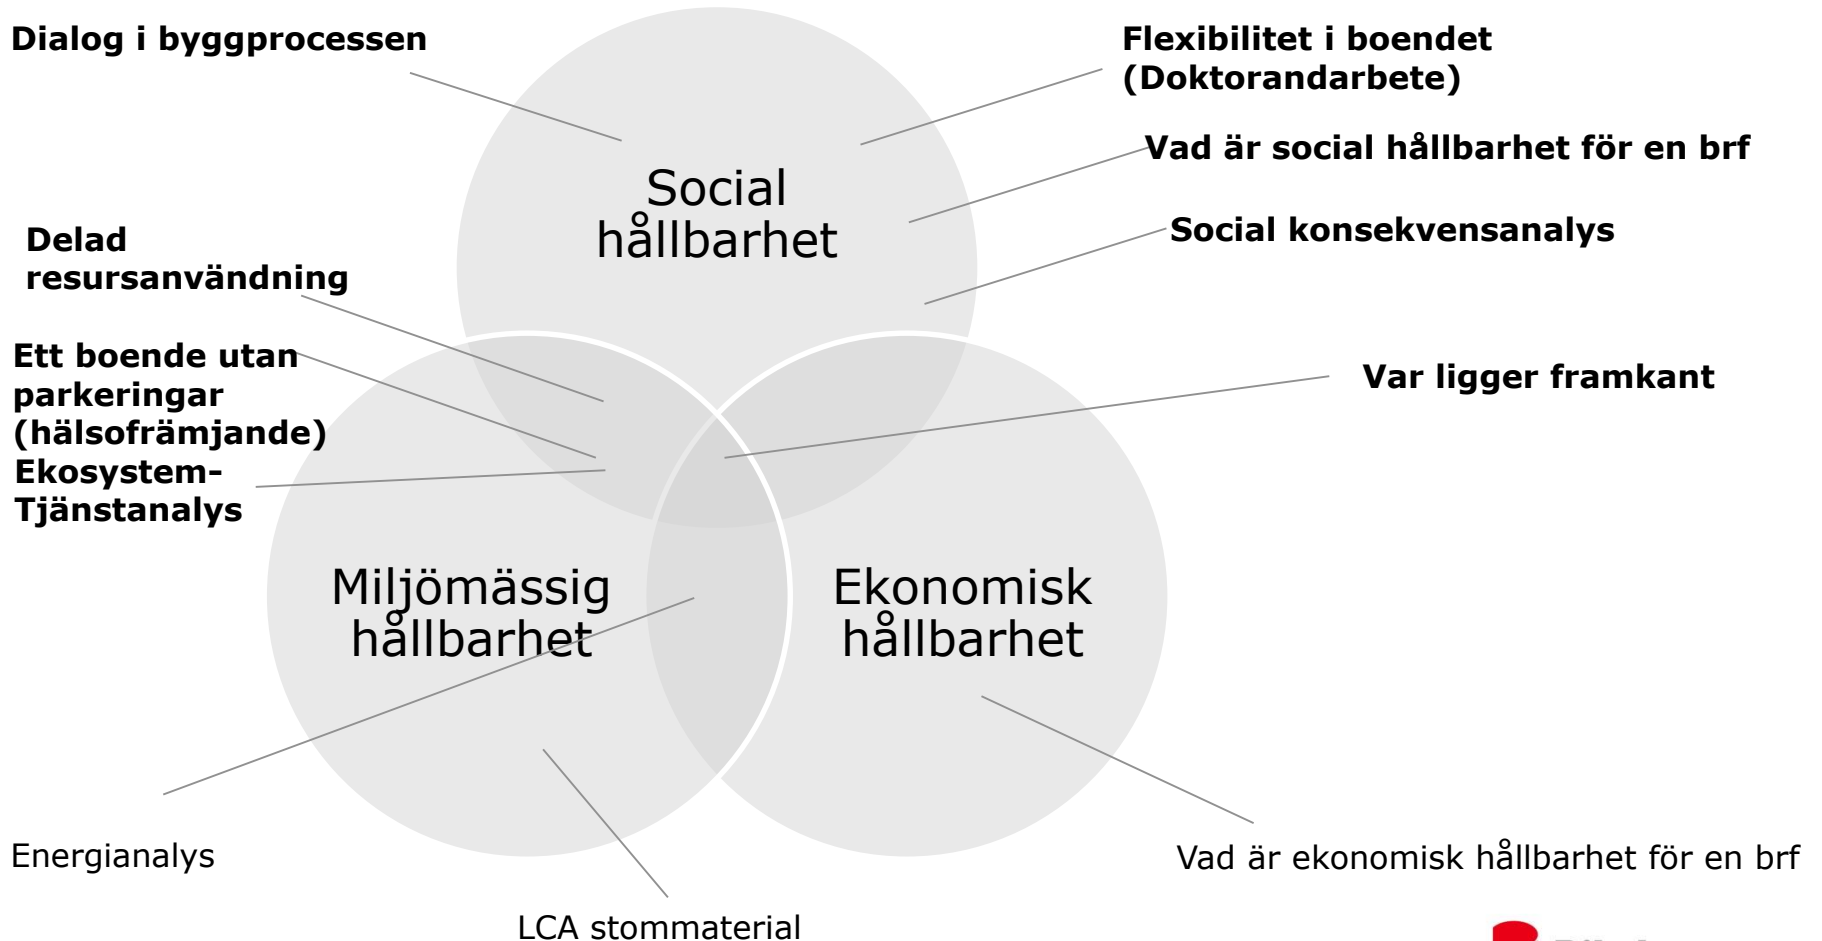 Dialog i byggprocessen
Flexibilitet i boendet
(Doktorandarbete)
Vad är social hållbarhet för en brf
Social
hållbarhet
Social konsekvensanalys
Delad
resursanvändning
Ett boende utan
parkeringar
(hälsofrämjande)
Ekosystem-
Tjänstanalys
Var ligger framkant
Miljömässig
hållbarhet
Ekonomisk
hållbarhet
Energianalys
Vad är ekonomisk hållbarhet för en brf
LCA stommaterial